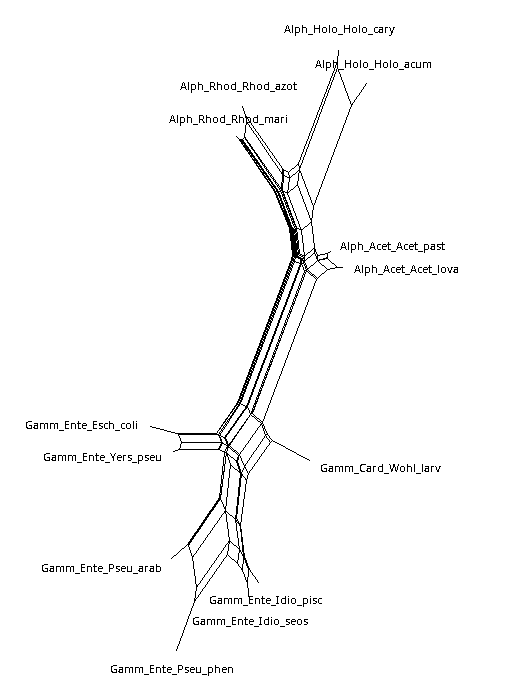 Alph_Holo_Holo_cary
Alph_Holo_Holo_acum
Alph_Rhod_Rhod_azot
Alph_Rhod_Rhod_mari
Alph_Acet_Acet_past
Alph_Acet_Acet_lova
Gamm_Ente_Esch_coli
Gamm_Ente_Yers_pseu
Gamm_Card_Wohl_larv
Gamm_Ente_Pseu_arab
Gamm_Ente_Idio_pisc
Gamm_Ente_Idio_seos
Gamm_Ente_Pseu_phen